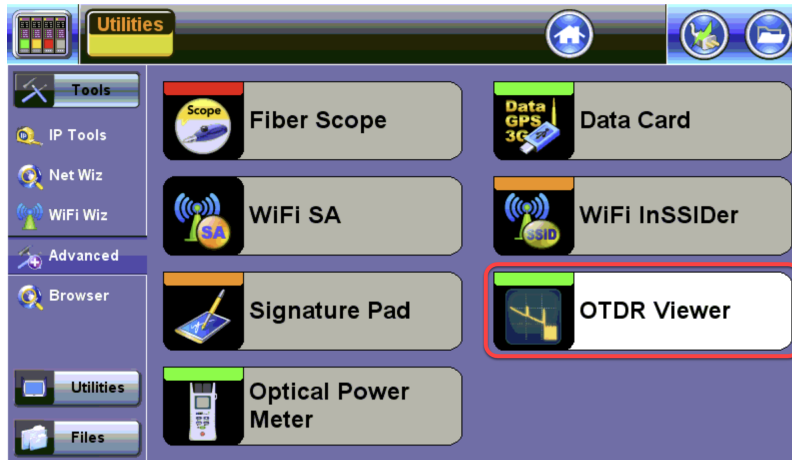 Utilities
Tools
IP Tools
Net Wiz
WiFi Wiz
Advanced
Browser
Utilities
Files
Scope
Fiber Scope
Data
GPS
3G
Data Card
SA
WiFi SA
SSID
WiFi InSSIDer
Signature Pad
OTDR Viewer
Optical Power
Meter